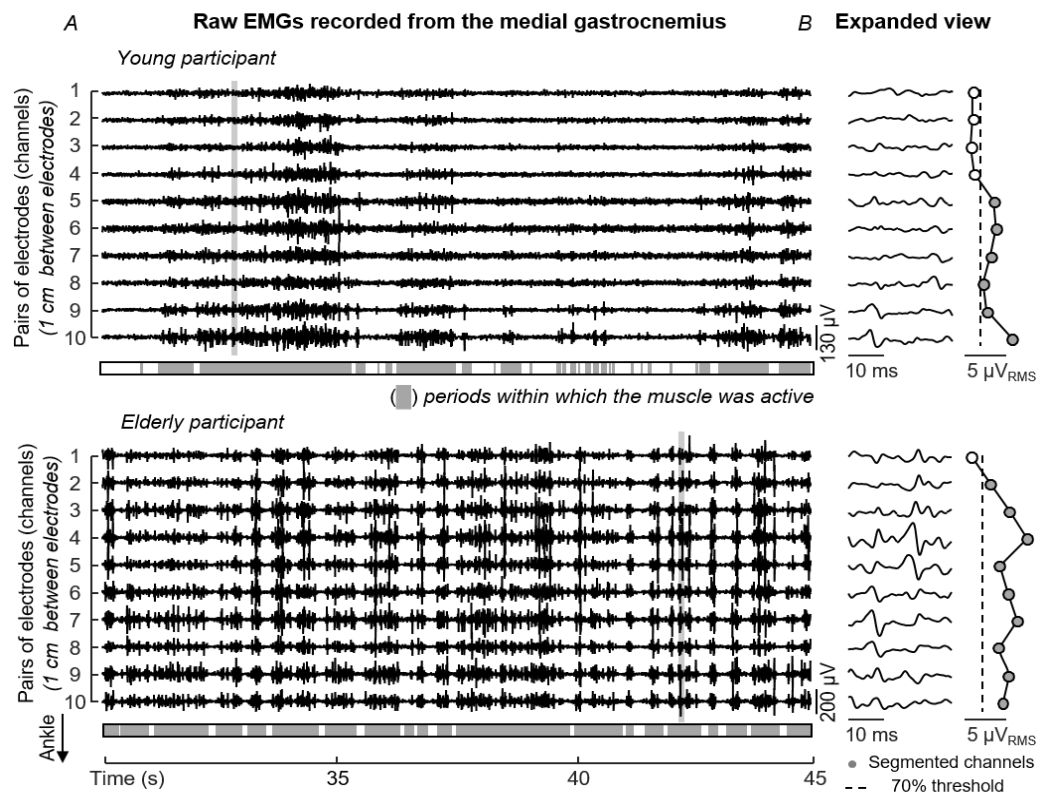 A Raw EMGs recorded from the medial gastrocnemius B Expanded view
Young participant
Pairs of electrodes (channels)
(1 cm between electrodes)
1
2
3
4
5
6
7
8
9
10
130 µV
10 ms
5 µVRMS
( ) periods within which the muscle was active
Elderly participant
Pairs of electrodes (channels)
(1 cm between electrodes)
1
2
3
4
5
6
7
8
9
10
200 µV
Ankle
10 ms
5 µVRMS
Segmented channels
70% threshold
Time (s) 35 40 45